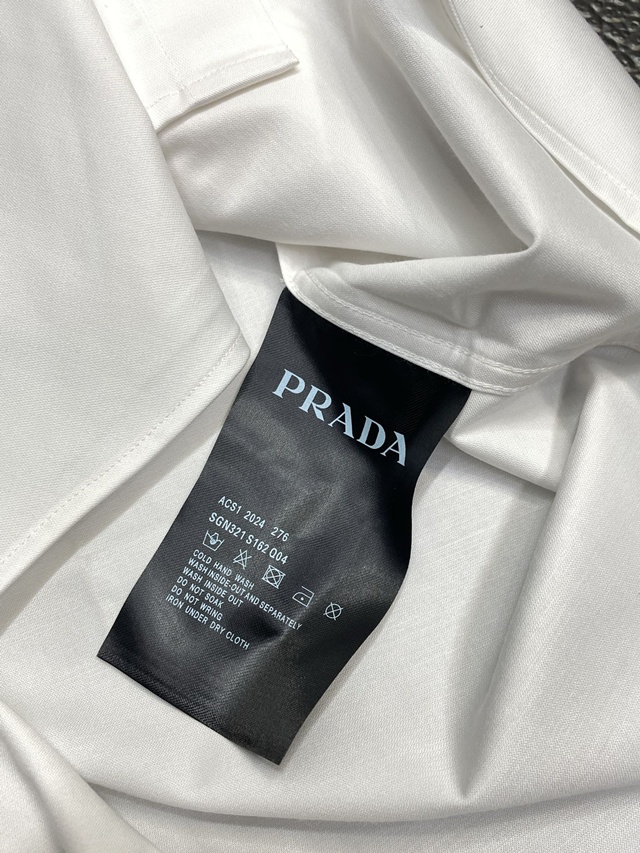 PRADA
ACS1 2024 276
SGN321 S162 Q04
COLD HAND WASH
WASH INSIDE-OUT AND SEPARATELY
WASH INSIDE OUT
DO NOT SOAK
DO NOT WRING
IRON UNDER DRY CLOTH